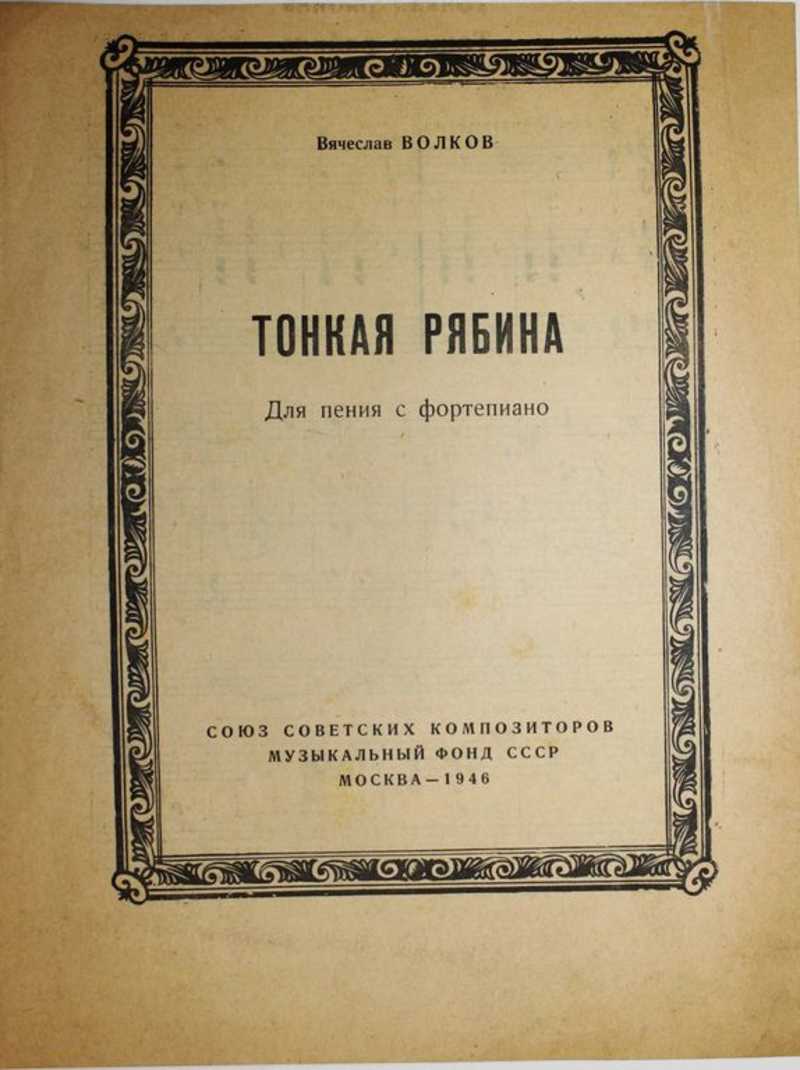 Вячеслав ВОЛКОВ
ТОНКАЯ РЯБИНА
Для пения с фортепиано
СОЮЗ СОВЕТСКИХ КОМПОЗИТОРОВ
МУЗЫКАЛЬНЫЙ ФОНД СССР
МОСКВА—1946